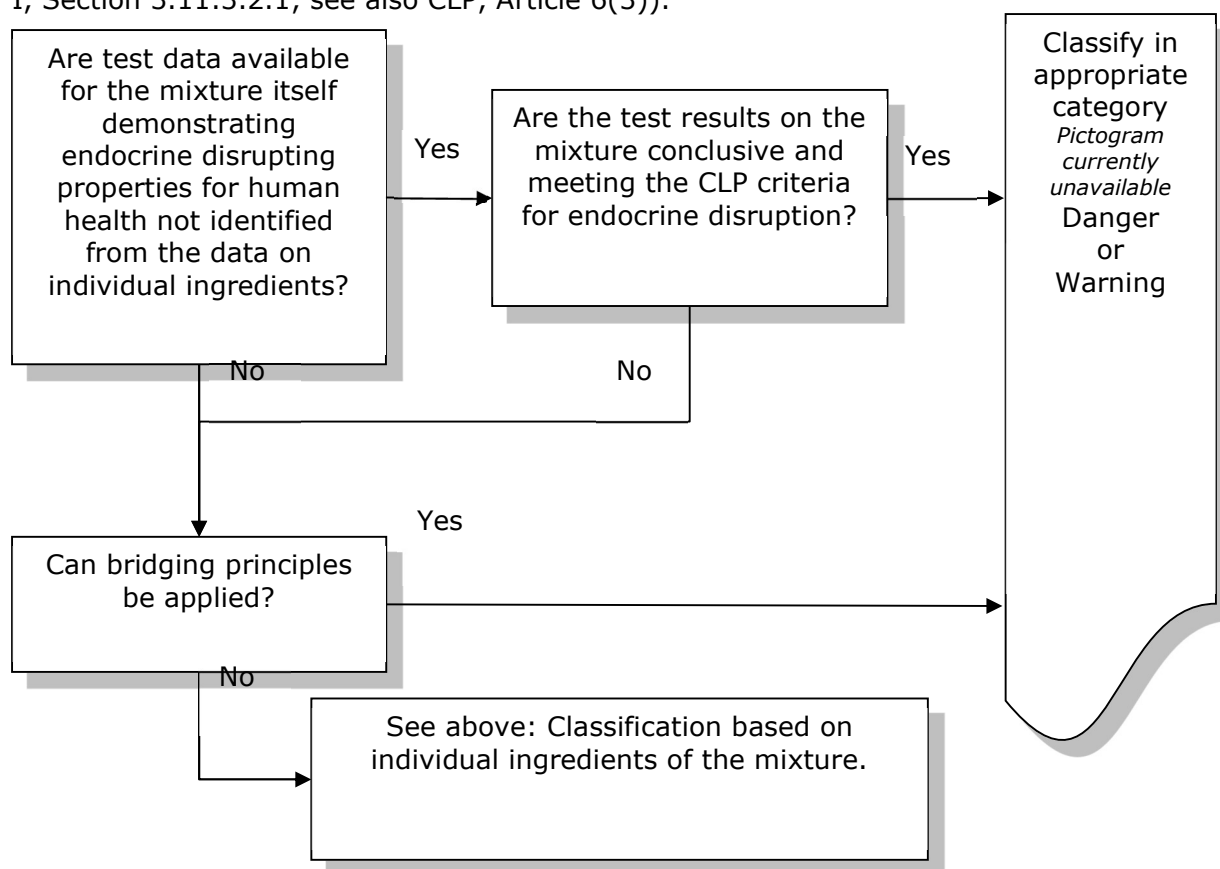 I, Section 3.11.3.2.1; see also CLP, Article 6(3)).
Are test data available
for the mixture itself
demonstrating
endocrine disrupting
properties for human
health not identified
from the data on
individual ingredients?
Yes
Are the test results on the
mixture conclusive and
meeting the CLP criteria
for endocrine disruption?
Yes
Classify in
appropriate
category
Pictogram
currently
unavailable
Danger
or
Warning
No
No
Yes
Can bridging principles
be applied?
No
See above: Classification based on
individual ingredients of the mixture.